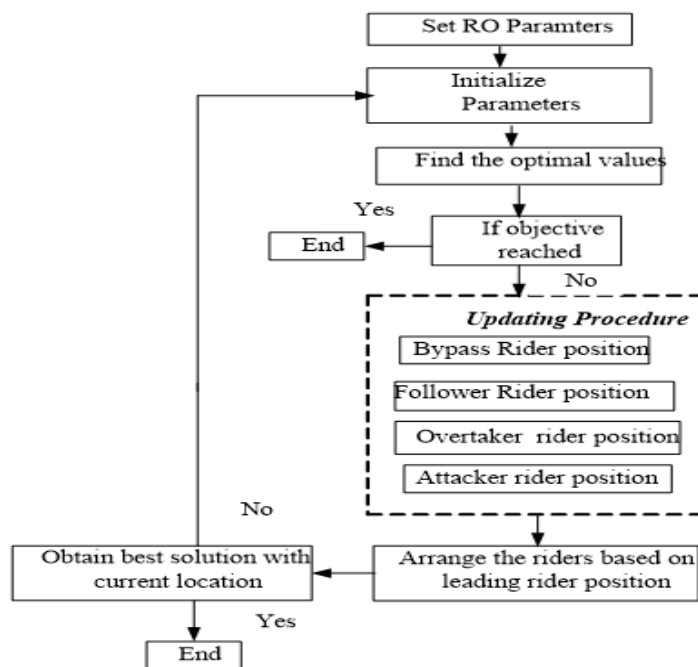 Set RO Paramters
Initialize
Parameters
Find the optimal values
Yes
If objective
reached
End
No
Updating Procedure
Bypass Rider position
Follower Rider position
Overtaker rider position
Attacker rider position
No
Obtain best solution with
current location
Arrange the riders based on
leading rider position
Yes
End